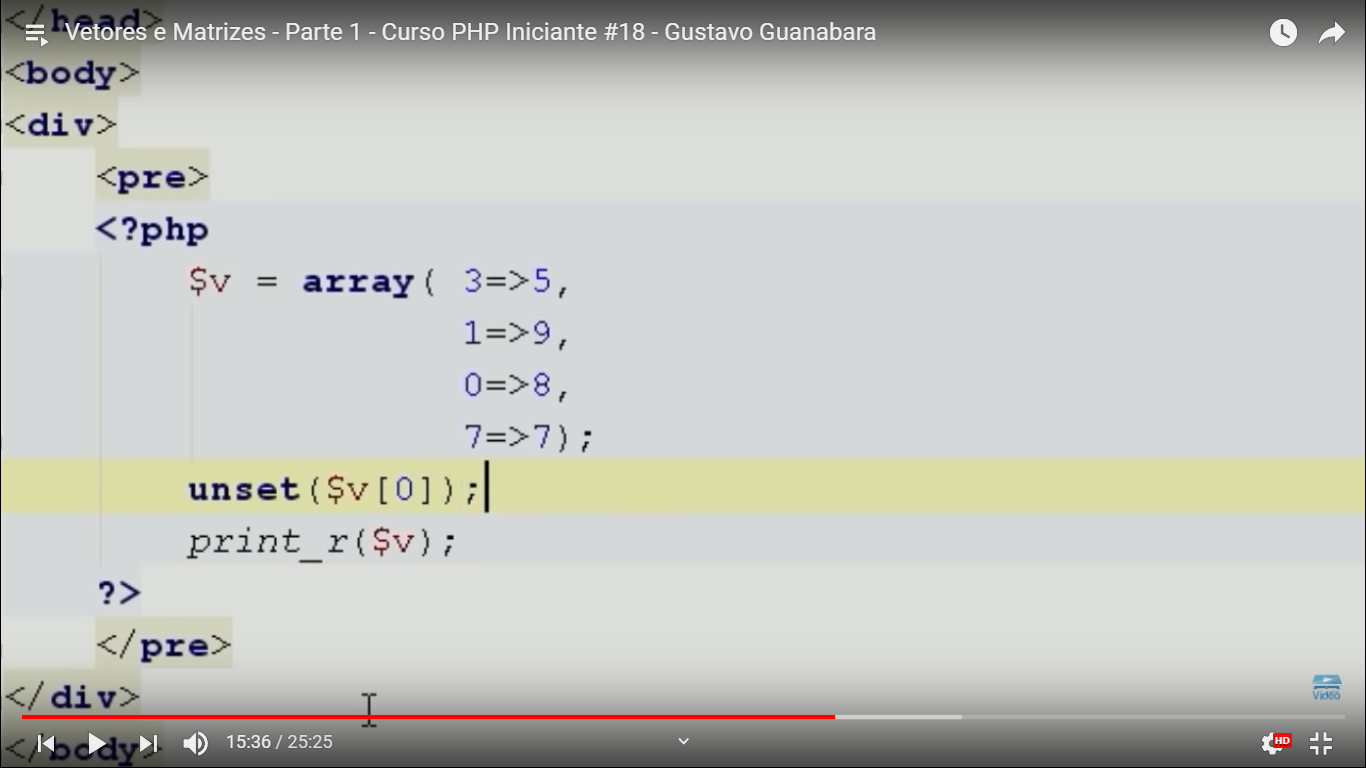 </head>
Vetores e Matrizes - Parte 1 - Curso PHP Iniciante #18 - Gustavo Guanabara
<body>
<div>
<pre>
<?php
$v = array( 3=>5,
1=>9,
0=>8,
7=>7);
unset($v[0]);
print_r($v);
?>
</pre>
</div>
Vídeo
</body>
15:36 / 25:25
HD